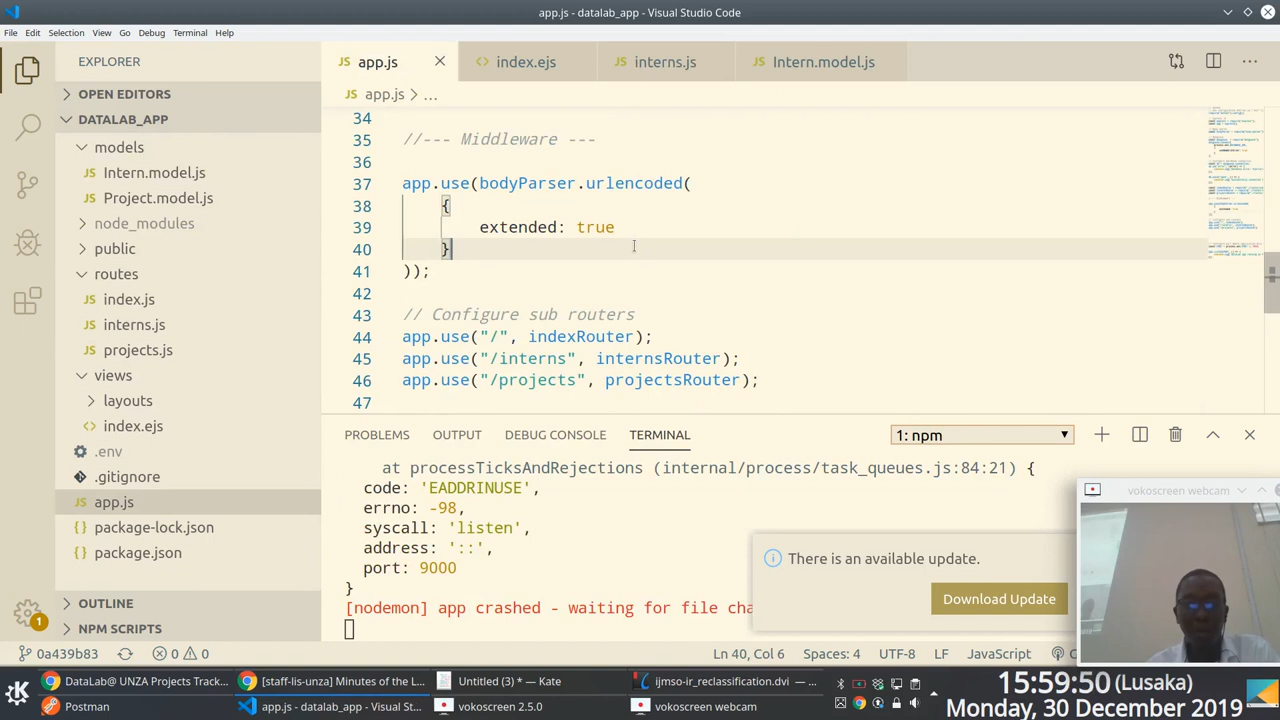 app.js - datalab_app - Visual Studio Code
File Edit Selection View Go Debug Terminal Help
EXPLORER
OPEN EDITORS
DATALAB_APP
models
Intern.model.js
Project.model.js
node_modules
public
routes
index.js
interns.js
projects.js
views
layouts
index.ejs
.env
.gitignore
app.js
package-lock.json
package.json
OUTLINE
NPM SCRIPTS
JS app.js
<> index.ejs
JS interns.js
JS Intern.model.js
JS app.js > ...
34
35 //--- Middleware ---
36
37 app.use(bodyParser.urlencoded(
38 {
39 extended: true
40 }
41 ));
42
43 // Configure sub routers
44 app.use("/", indexRouter);
45 app.use("/interns", internsRouter);
46 app.use("/projects", projectsRouter);
47
PROBLEMS OUTPUT DEBUG CONSOLE TERMINAL 1: npm
at processTicksAndRejections (internal/process/task_queues.js:84:21) {
code: 'EADDRINUSE',
errno: -98,
syscall: 'listen',
address: '::',
port: 9000
}
[nodemon] app crashed - waiting for file cha
There is an available update.
Download Update
vokoscreen webcam
1
0a439b83 0 0 Ln 40, Col 6 Spaces: 4 UTF-8 LF JavaScript
DataLab@ UNZA Projects Track... [staff-lis-unza] Minutes of the L... Untitled (3) * — Kate ijmso-ir_reclassification.dvi — ...
Postman app.js - datalab_app - Visual St... vokoscreen 2.5.0 vokoscreen webcam
15:59:50 (Lusaka)
Monday, 30 December 2019